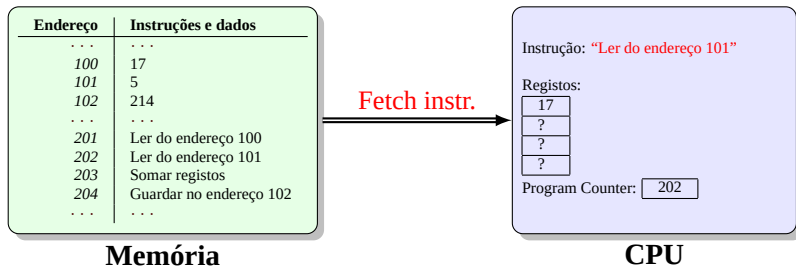 Endereço Instruções e dados
. . . . . .
100 17
101 5
102 214
. . . . . .
201 Ler do endereço 100
202 Ler do endereço 101
203 Somar registos
204 Guardar no endereço 102
. . . . . .
Memória
Fetch instr.
Instrução: “Ler do endereço 101”
Registos:
17
?
?
?
Program Counter: 202
CPU